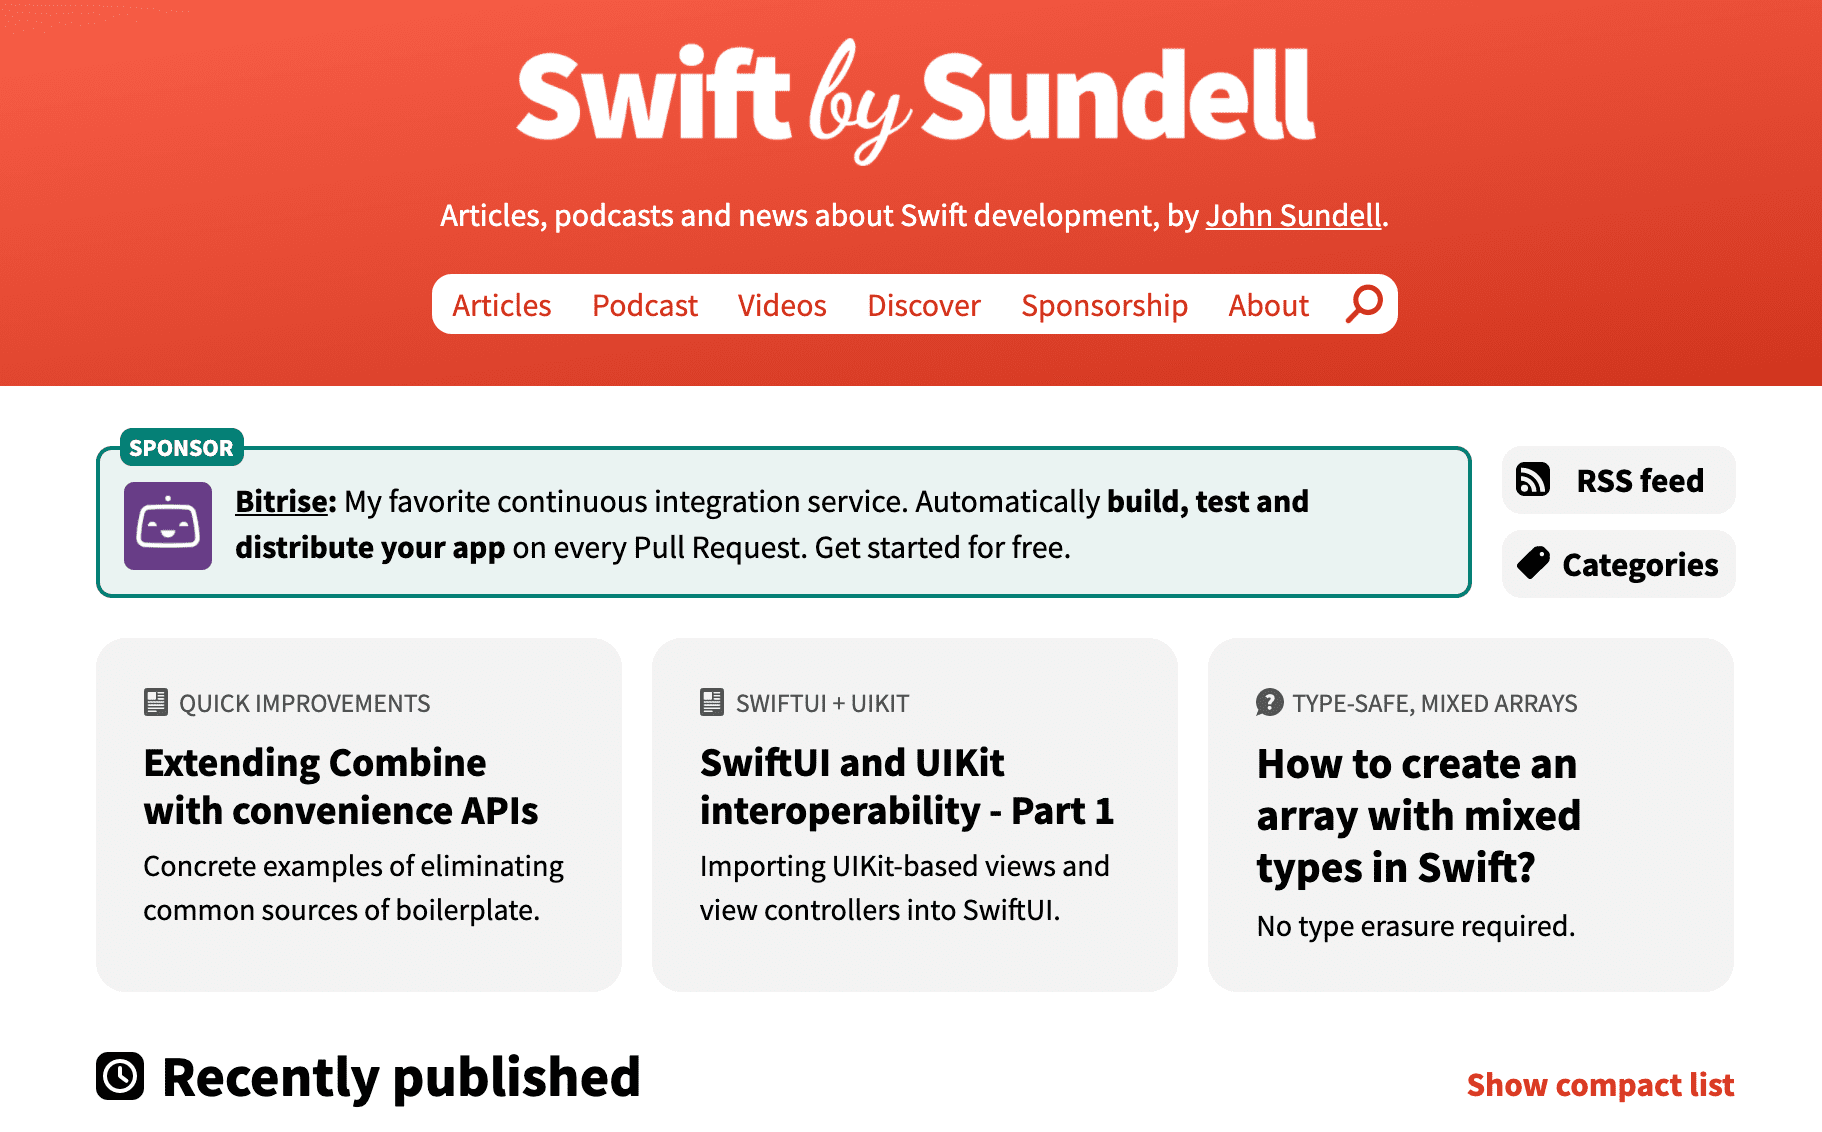 Swift by Sundell
Articles, podcasts and news about Swift development, by John Sundell.
Articles Podcast Videos Discover Sponsorship About
SPONSOR
Bitrise: My favorite continuous integration service. Automatically build, test and
distribute your app on every Pull Request. Get started for free.
RSS feed
Categories
QUICK IMPROVEMENTS
Extending Combine
with convenience APIs
Concrete examples of eliminating
common sources of boilerplate.
SWIFTUI + UIKIT
SwiftUI and UIKit
interoperability - Part 1
Importing UIKit-based views and
view controllers into SwiftUI.
TYPE-SAFE, MIXED ARRAYS
How to create an
array with mixed
types in Swift?
No type erasure required.
Recently published
Show compact list